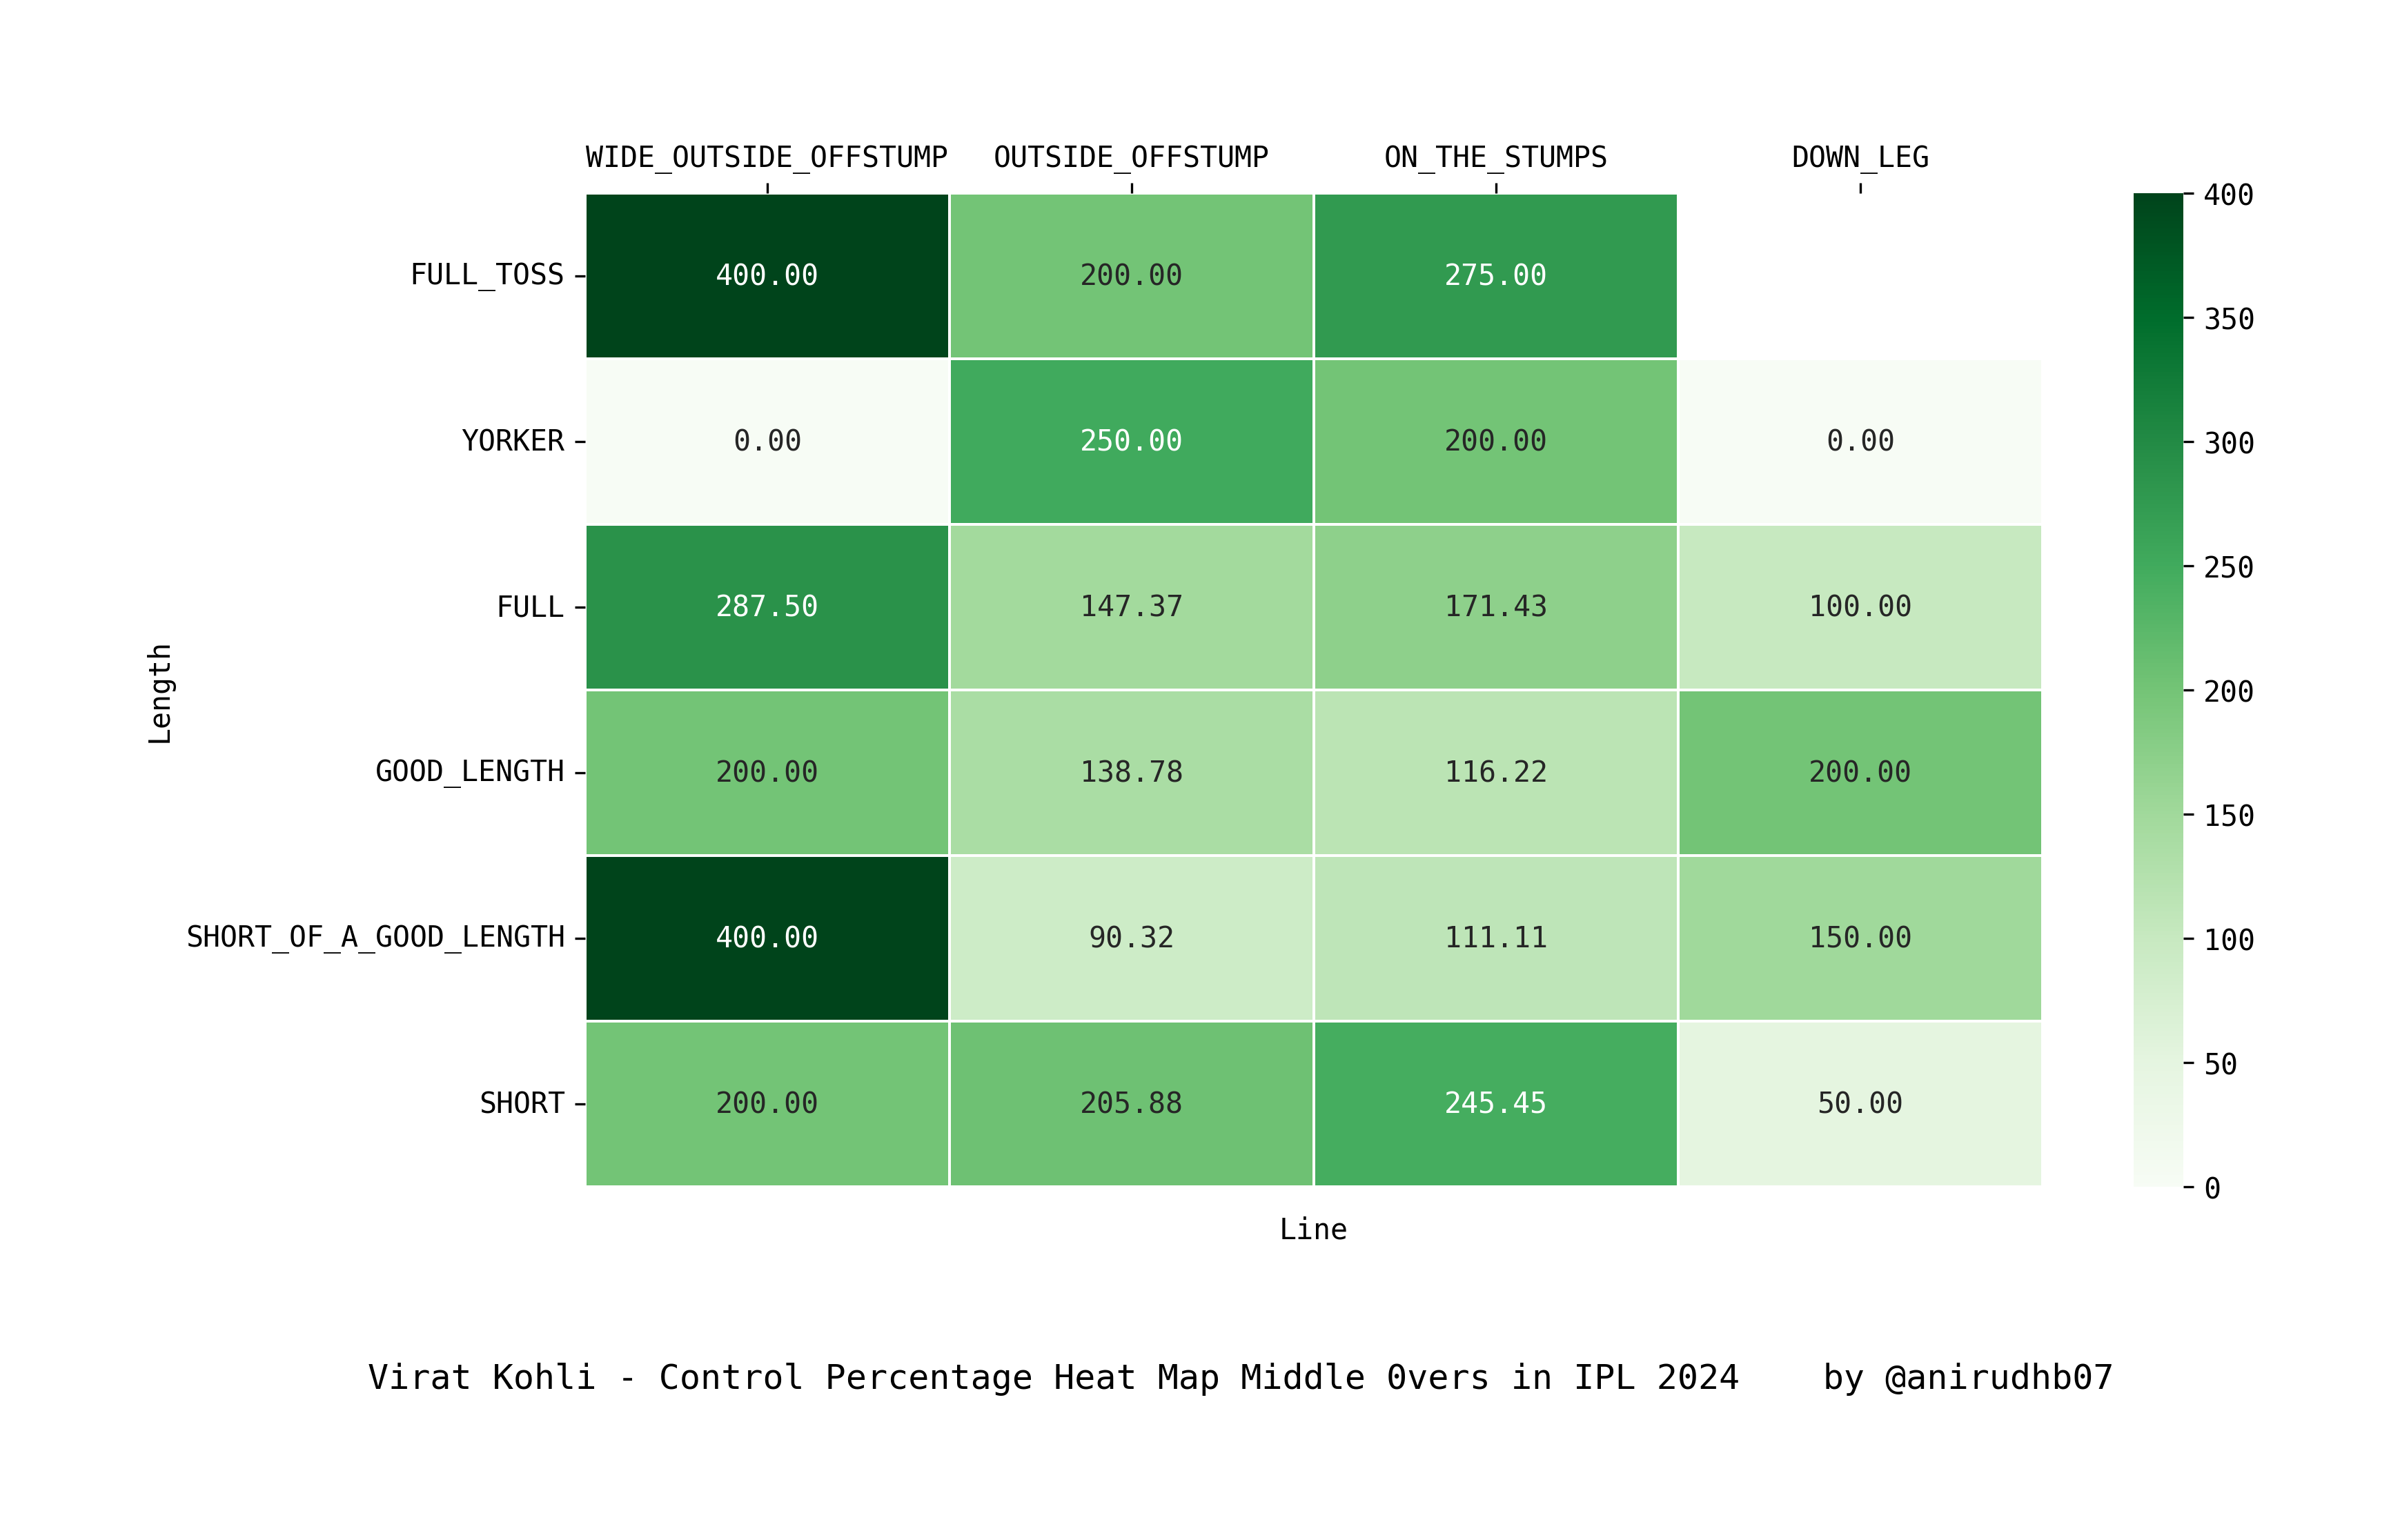 WIDE_OUTSIDE_OFFSTUMP OUTSIDE_OFFSTUMP ON_THE_STUMPS DOWN_LEG
FULL_TOSS 400.00 200.00 275.00
YORKER 0.00 250.00 200.00 0.00
FULL 287.50 147.37 171.43 100.00
GOOD_LENGTH 200.00 138.78 116.22 200.00
SHORT_OF_A_GOOD_LENGTH 400.00 90.32 111.11 150.00
SHORT 200.00 205.88 245.45 50.00
Length
Line
400
350
300
250
200
150
100
50
0
Virat Kohli - Control Percentage Heat Map Middle 0vers in IPL 2024 by @anirudhb07